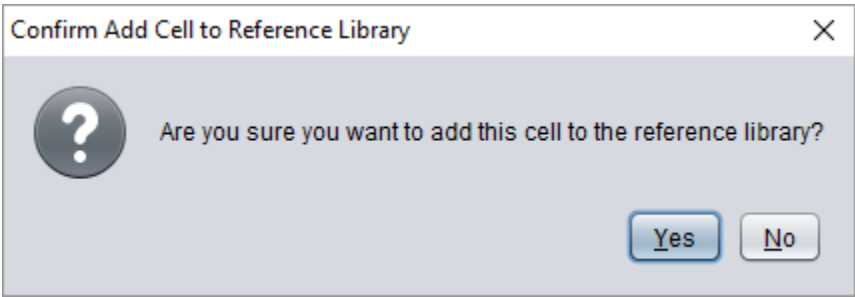 Confirm Add Cell to Reference Library
Are you sure you want to add this cell to the reference library?
Yes No